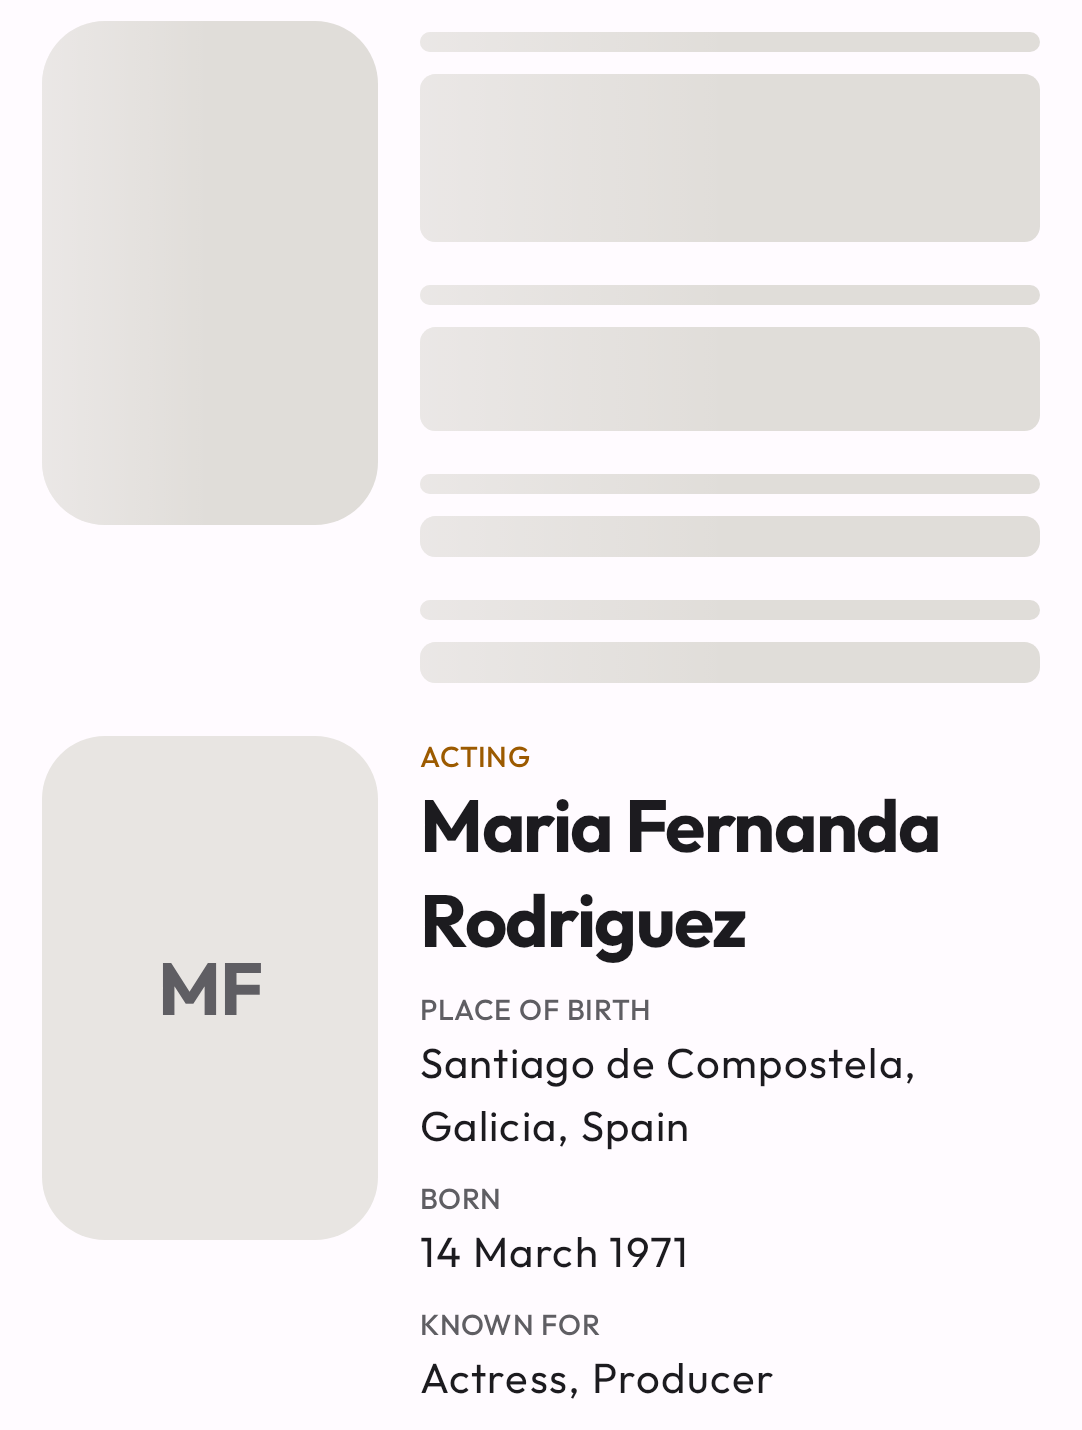 ACTING
Maria Fernanda
Rodriguez
MF
PLACE OF BIRTH
Santiago de Compostela,
Galicia, Spain
BORN
14 March 1971
KNOWN FOR
Actress, Producer